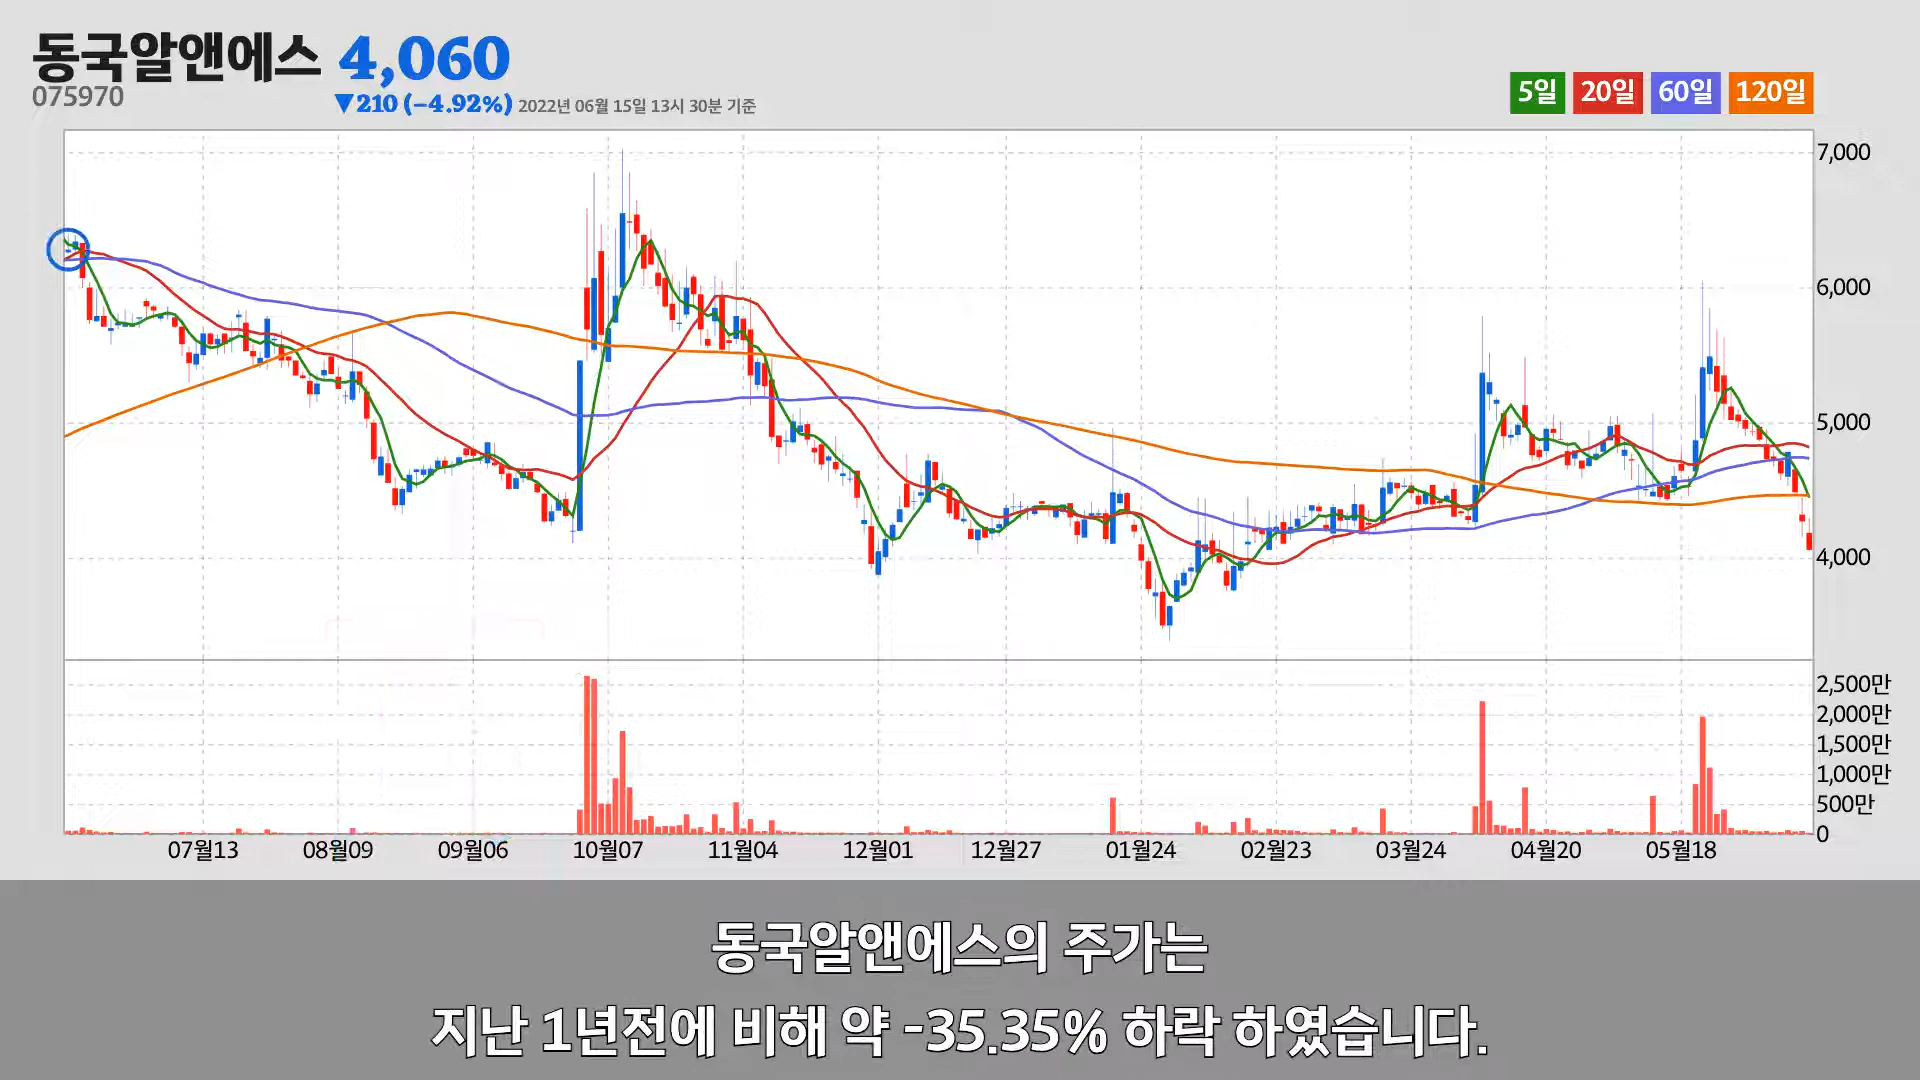 동국알앤에스 4,060
075970
▼210 (-4.92%) 2022년 06월 15일 13시 30분 기준
5일 20일 60일 120일
7,000
6,000
5,000
4,000
2,500만
2,000만
1,500만
1,000만
500만
0
07월13 08월09 09월06 10월07 11월04 12월01 12월27 01월24 02월23 03월24 04월20 05월18
동국알앤에스의 주가는
지난 1년전에 비해 약 -35.35% 하락 하였습니다.